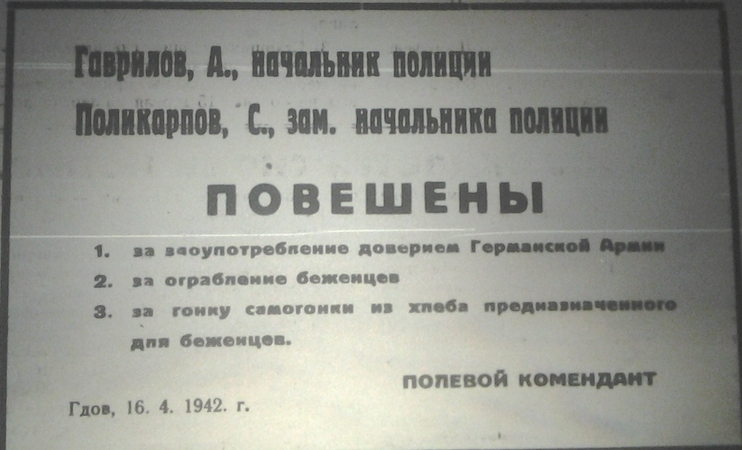 Гаврилов, А., начальник полиции
Поликарпов, С., зам. начальника полиции
ПОВЕШЕНЫ
1. за злоупотребление доверием Германской Армии
2. за ограбление беженцев
3. за гонку самогонки из хлеба предназначенного
для беженцев.
ПОЛЕВОЙ КОМЕНДАНТ
Гдов, 16. 4. 1942. г.